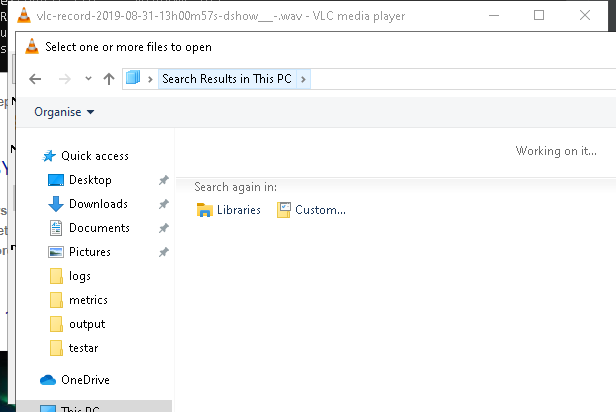 vlc-record-2019-08-31-13h00m57s-dshow___-.wav - VLC media player
Select one or more files to open
Search Results in This PC
Organise
Working on it...
Quick access
Search again in:
Desktop
Libraries
Custom...
Downloads
Documents
Pictures
logs
metrics
output
testar
OneDrive
This PC